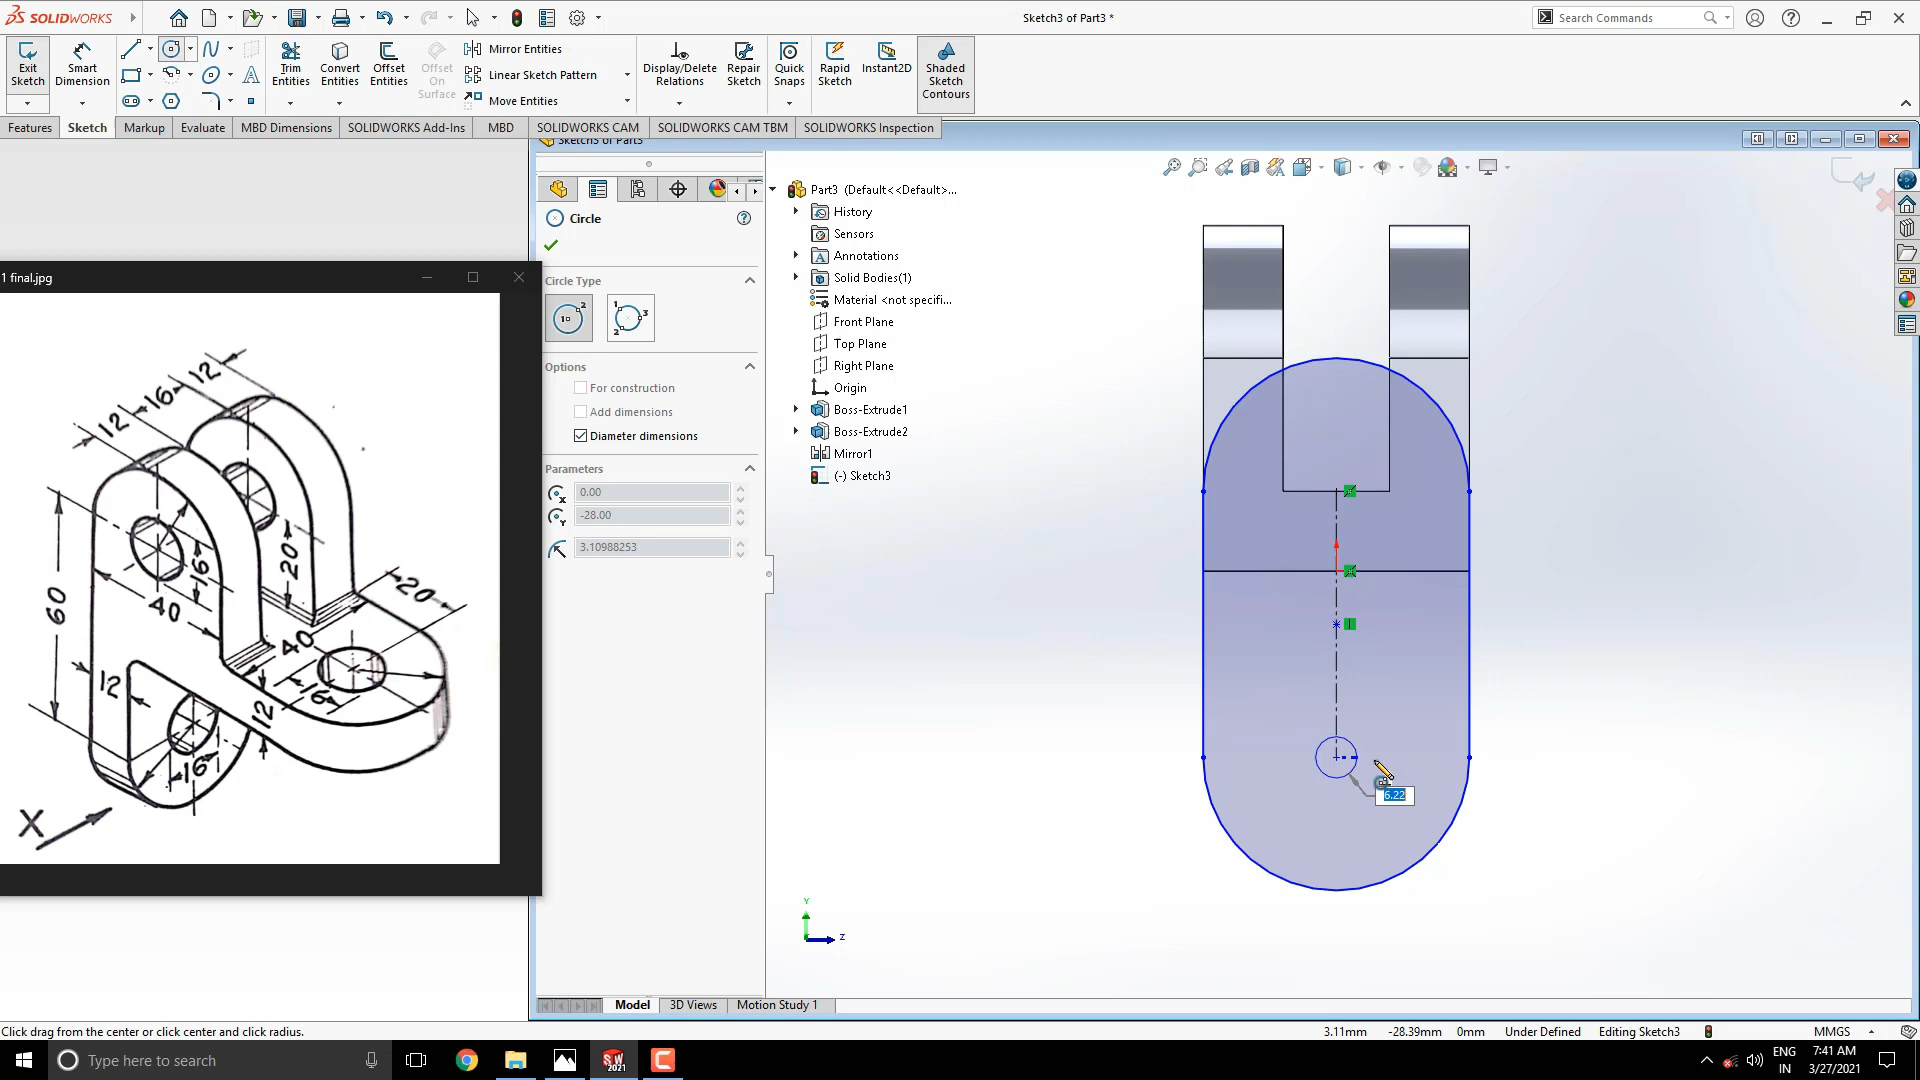 SOLIDWORKS
Sketch3 of Part3 *
Search Commands
Exit Sketch
Smart Dimension
Trim Entities
Convert Entities
Offset Entities
Offset On Surface
Mirror Entities
Linear Sketch Pattern
Move Entities
Display/Delete Relations
Repair Sketch
Quick Snaps
Rapid Sketch
Instant2D
Shaded Sketch Contours
Features
Sketch
Markup
Evaluate
MBD Dimensions
SOLIDWORKS Add-Ins
MBD
SOLIDWORKS CAM
SOLIDWORKS CAM TBM
SOLIDWORKS Inspection
Sketch3 of Part3
Circle
Circle Type
Options
For construction
Add dimensions
Diameter dimensions
Parameters
0.00
-28.00
3.10988253
Part3 (Default<<Default>...
History
Sensors
Annotations
Solid Bodies(1)
Material <not specifi...
Front Plane
Top Plane
Right Plane
Origin
Boss-Extrude1
Boss-Extrude2
Mirror1
(-) Sketch3
1 final.jpg
12
16
12
60
16
40
20
20
40
16
12
12
16
X
6.22
Y
Z
Model
3D Views
Motion Study 1
Click drag from the center or click center and click radius.
3.11mm
-28.39mm
0mm
Under Defined
Editing Sketch3
MMGS
Type here to search
SW
2021
ENG
IN
7:41 AM
3/27/2021